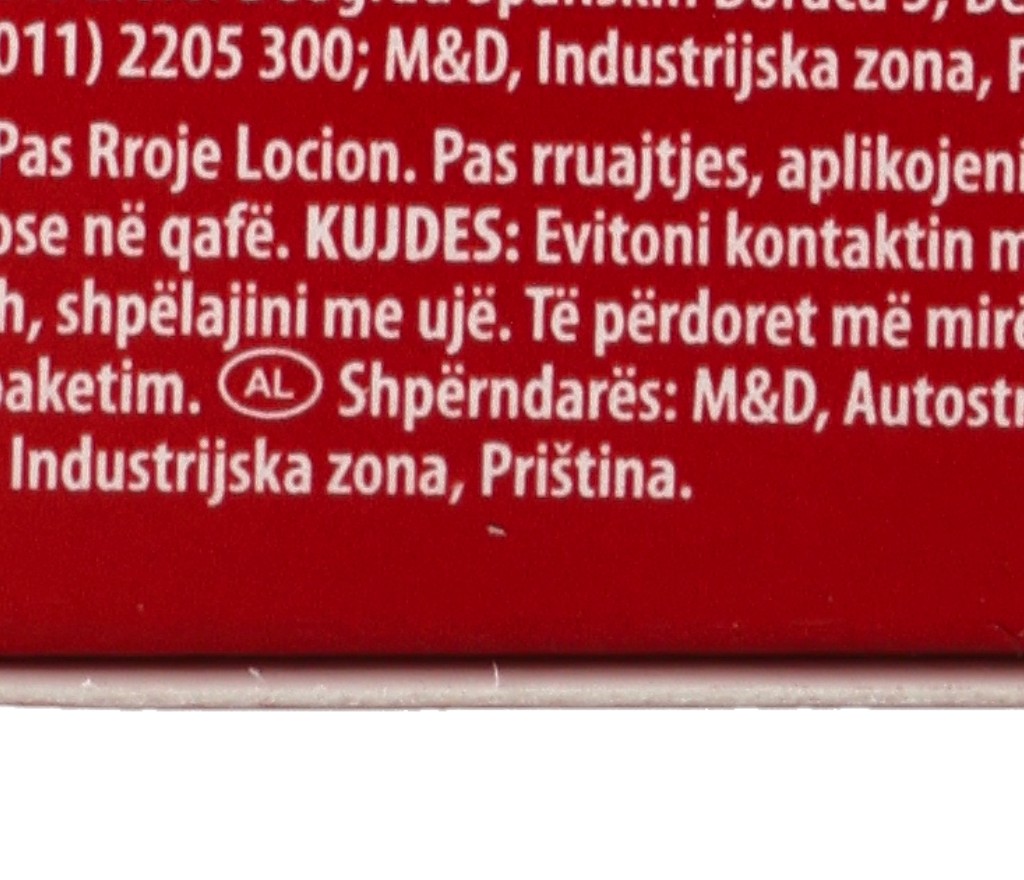 011) 2205 300; M&D, Industrijska zona, P
Pas Rroje Locion. Pas rruajtjes, aplikojeni
ose në qafë. KUJDES: Evitoni kontaktin m
h, shpëlajini me ujë. Të përdoret më mirë
paketim. AL Shpërndarës: M&D, Autostr
Industrijska zona, Priština.